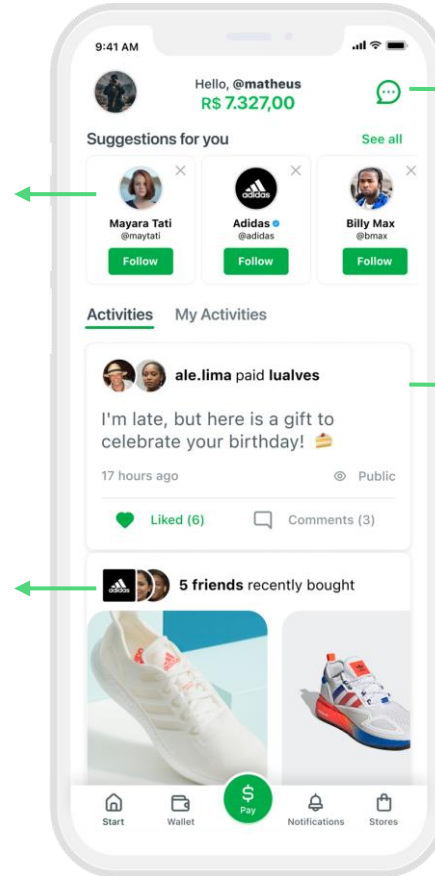 9:41 AM
Hello, @matheus
R$ 7.327,00
Suggestions for you
See all
Mayara Tati
@maytati
Follow
adidas
Adidas
@adidas
Follow
Billy Max
@bmax
Follow
Activities
My Activities
ale.lima paid lualves
I'm late, but here is a gift to
celebrate your birthday!
17 hours ago
Public
Liked (6)
Comments (3)
adidas
5 friends recently bought
Start
Wallet
$
Pay
Notifications
Stores